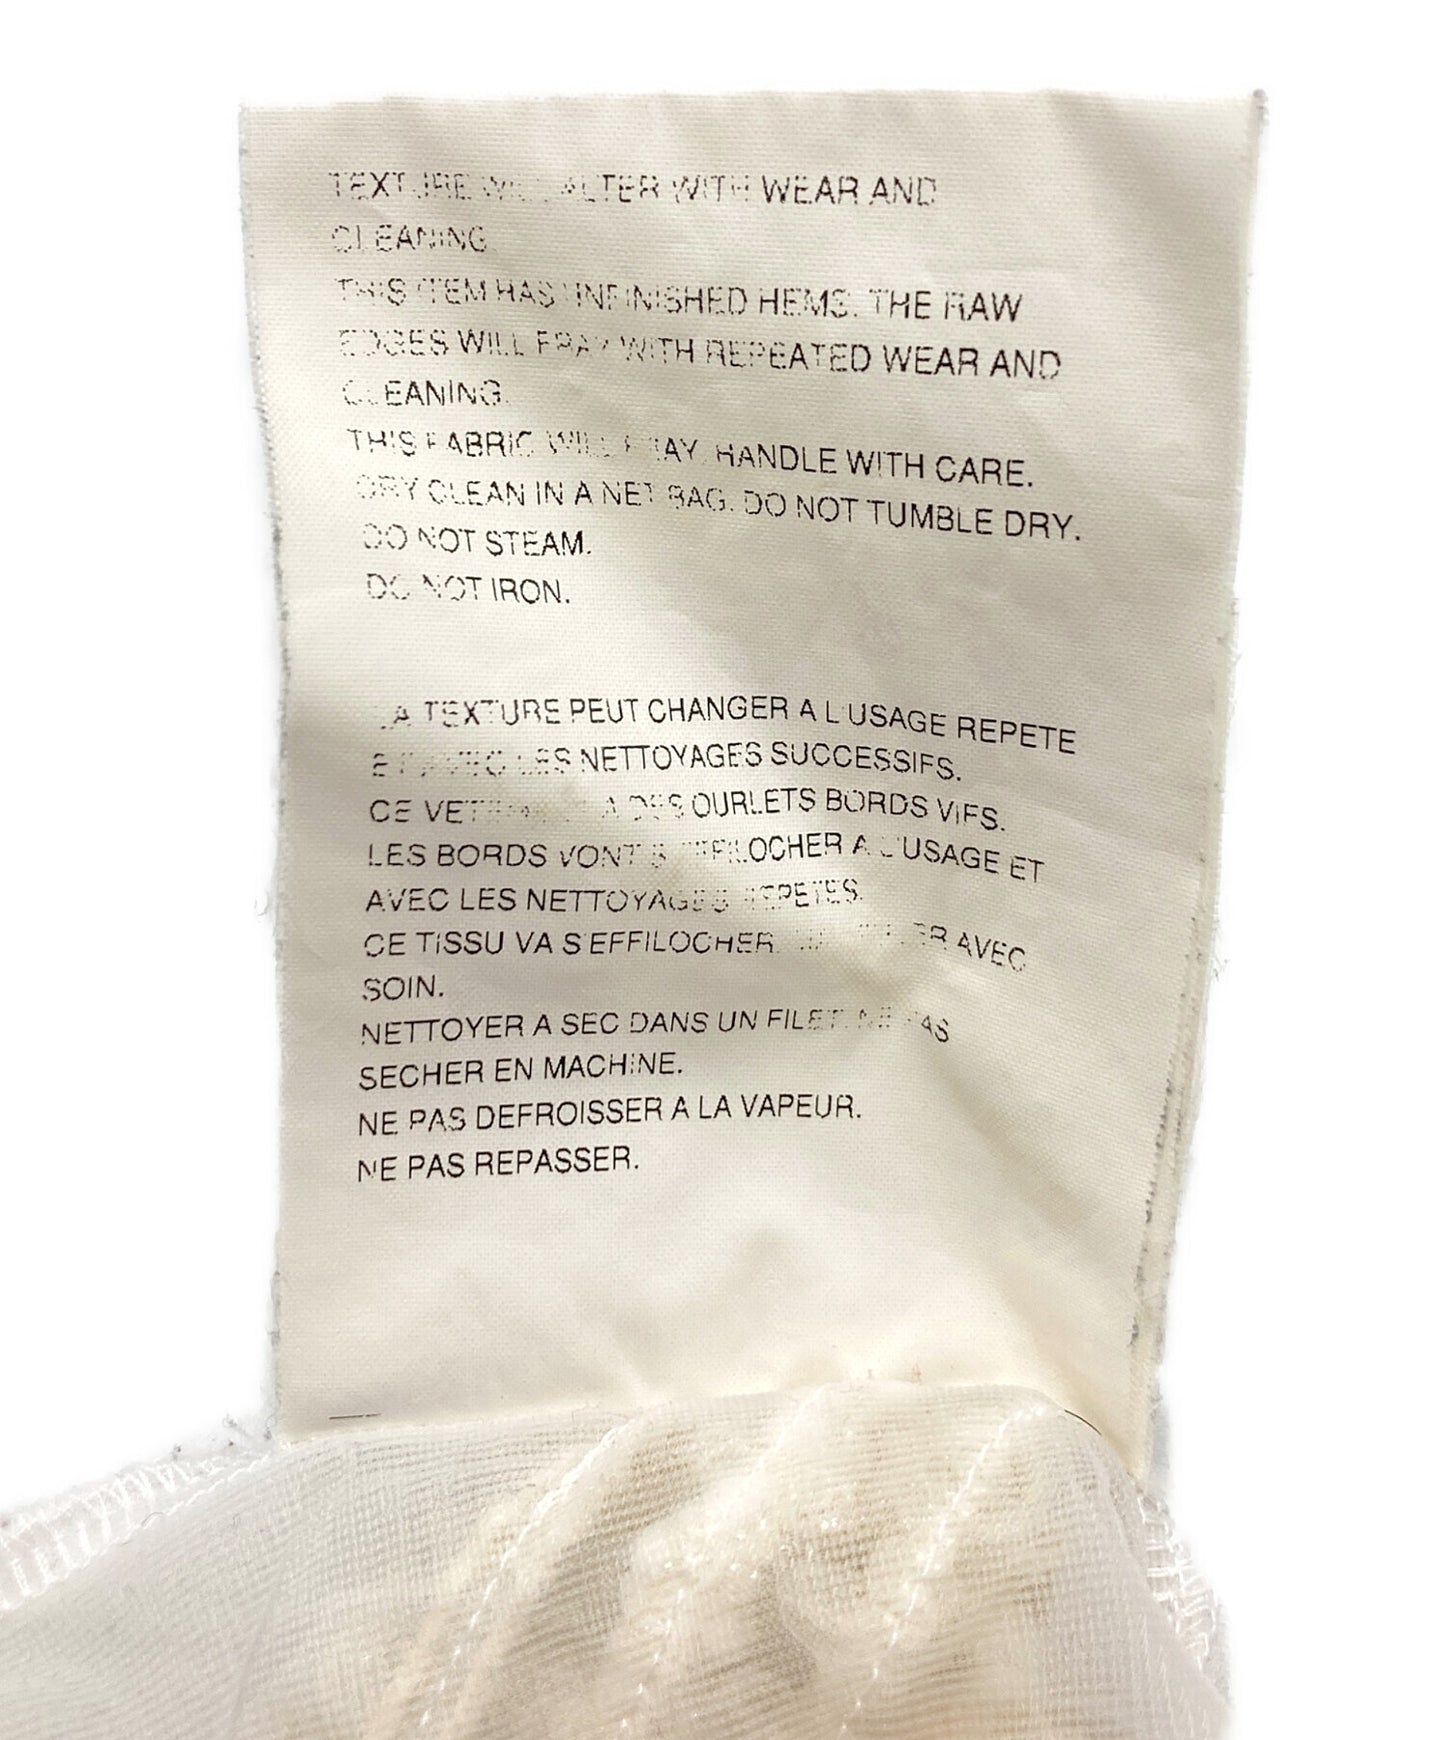 TEXTURE WILL ALTER WITH WEAR AND
CLEANING.
THIS ITEM HAS UNFINISHED HEMS. THE RAW
EDGES WILL FRAY WITH REPEATED WEAR AND
CLEANING.
THIS FABRIC WILL FRAY. HANDLE WITH CARE.
DRY CLEAN IN A NET BAG. DO NOT TUMBLE DRY.
DO NOT STEAM.
DO NOT IRON.
LA TEXTURE PEUT CHANGER A L'USAGE REPETE
ET AVEC LES NETTOYAGES SUCCESSIFS.
CE VETEMENT A DES OURLETS BORDS VIFS.
LES BORDS VONT S'EFFILOCHER A L'USAGE ET
AVEC LES NETTOYAGES REPETES.
CE TISSU VA S'EFFILOCHER. AVEC
SOIN.
NETTOYER A SEC DANS UN FILET. NE PAS
SECHER EN MACHINE.
NE PAS DEFROISSER A LA VAPEUR.
NE PAS REPASSER.